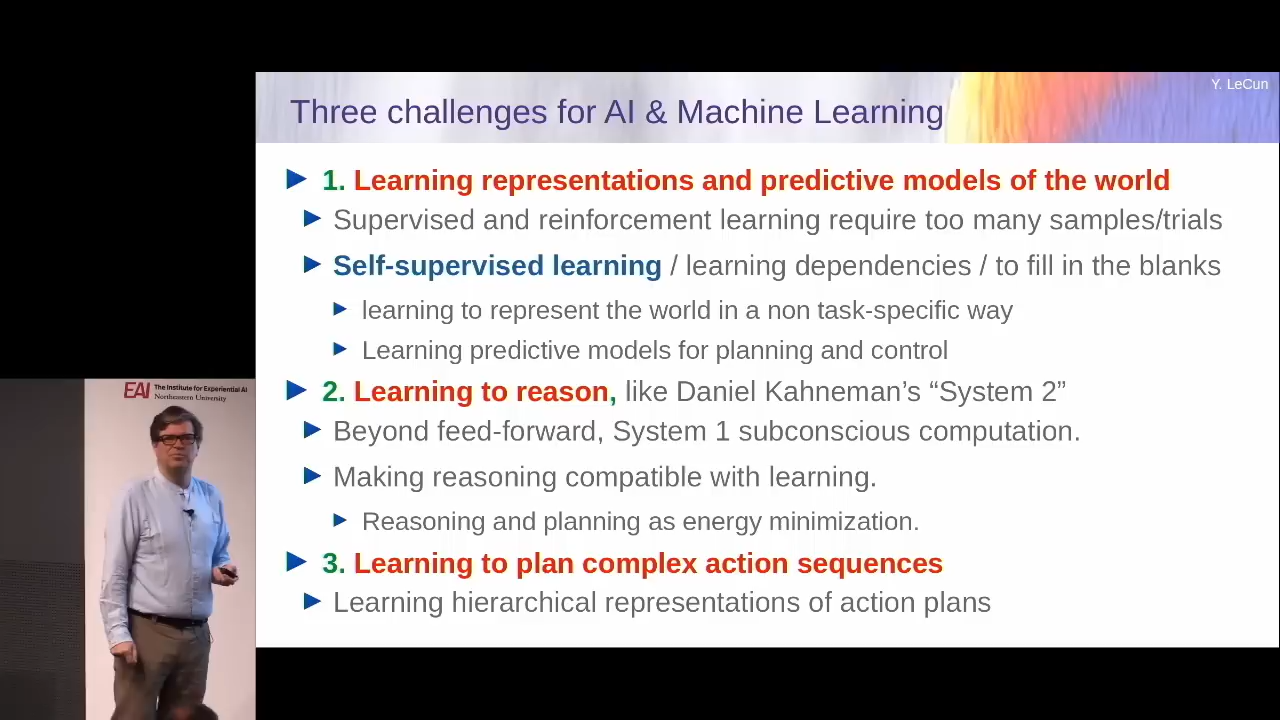 Y. LeCun
Three challenges for AI & Machine Learning
1. Learning representations and predictive models of the world
Supervised and reinforcement learning require too many samples/trials
Self-supervised learning / learning dependencies / to fill in the blanks
learning to represent the world in a non task-specific way
Learning predictive models for planning and control
2. Learning to reason, like Daniel Kahneman’s “System 2”
Beyond feed-forward, System 1 subconscious computation.
Making reasoning compatible with learning.
Reasoning and planning as energy minimization.
3. Learning to plan complex action sequences
Learning hierarchical representations of action plans
EAI The Institute for Experiential AI
Northeastern University